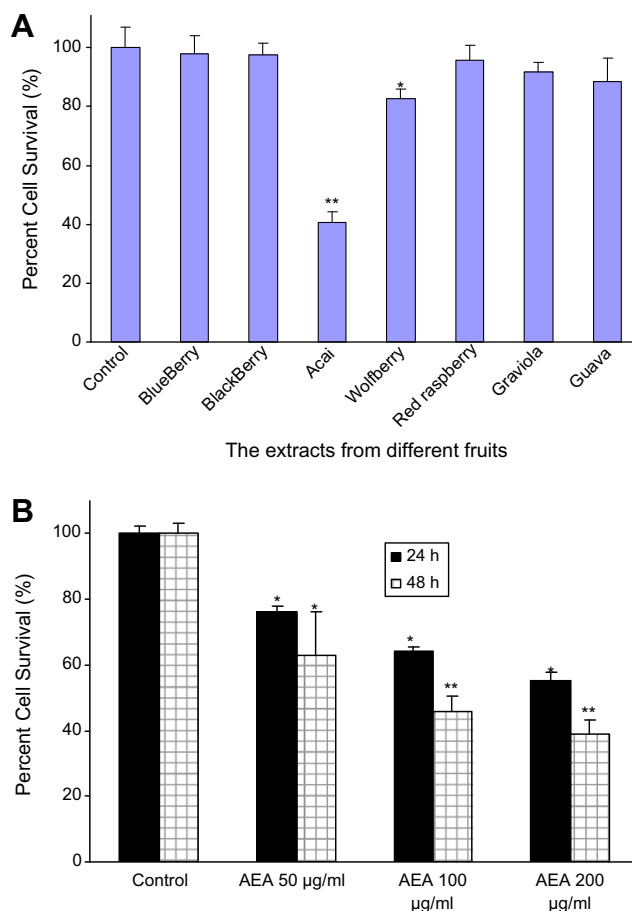 A
Percent Cell Survival (%)
100
80
60
40
20
0
*
**
Control
BlueBerry
BlackBerry
Acai
Wolfberry
Red raspberry
Graviola
Guava
The extracts from different fruits
B
Percent Cell Survival (%)
100
80
60
40
20
0
24 h
48 h
* *
* **
* **
Control
AEA 50 µg/ml
AEA 100 µg/ml
AEA 200 µg/ml